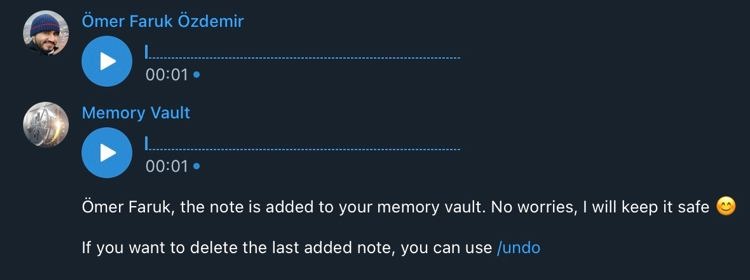 Ömer Faruk Özdemir
00:01
Memory Vault
00:01
Ömer Faruk, the note is added to your memory vault. No worries, I will keep it safe 😊
If you want to delete the last added note, you can use /undo